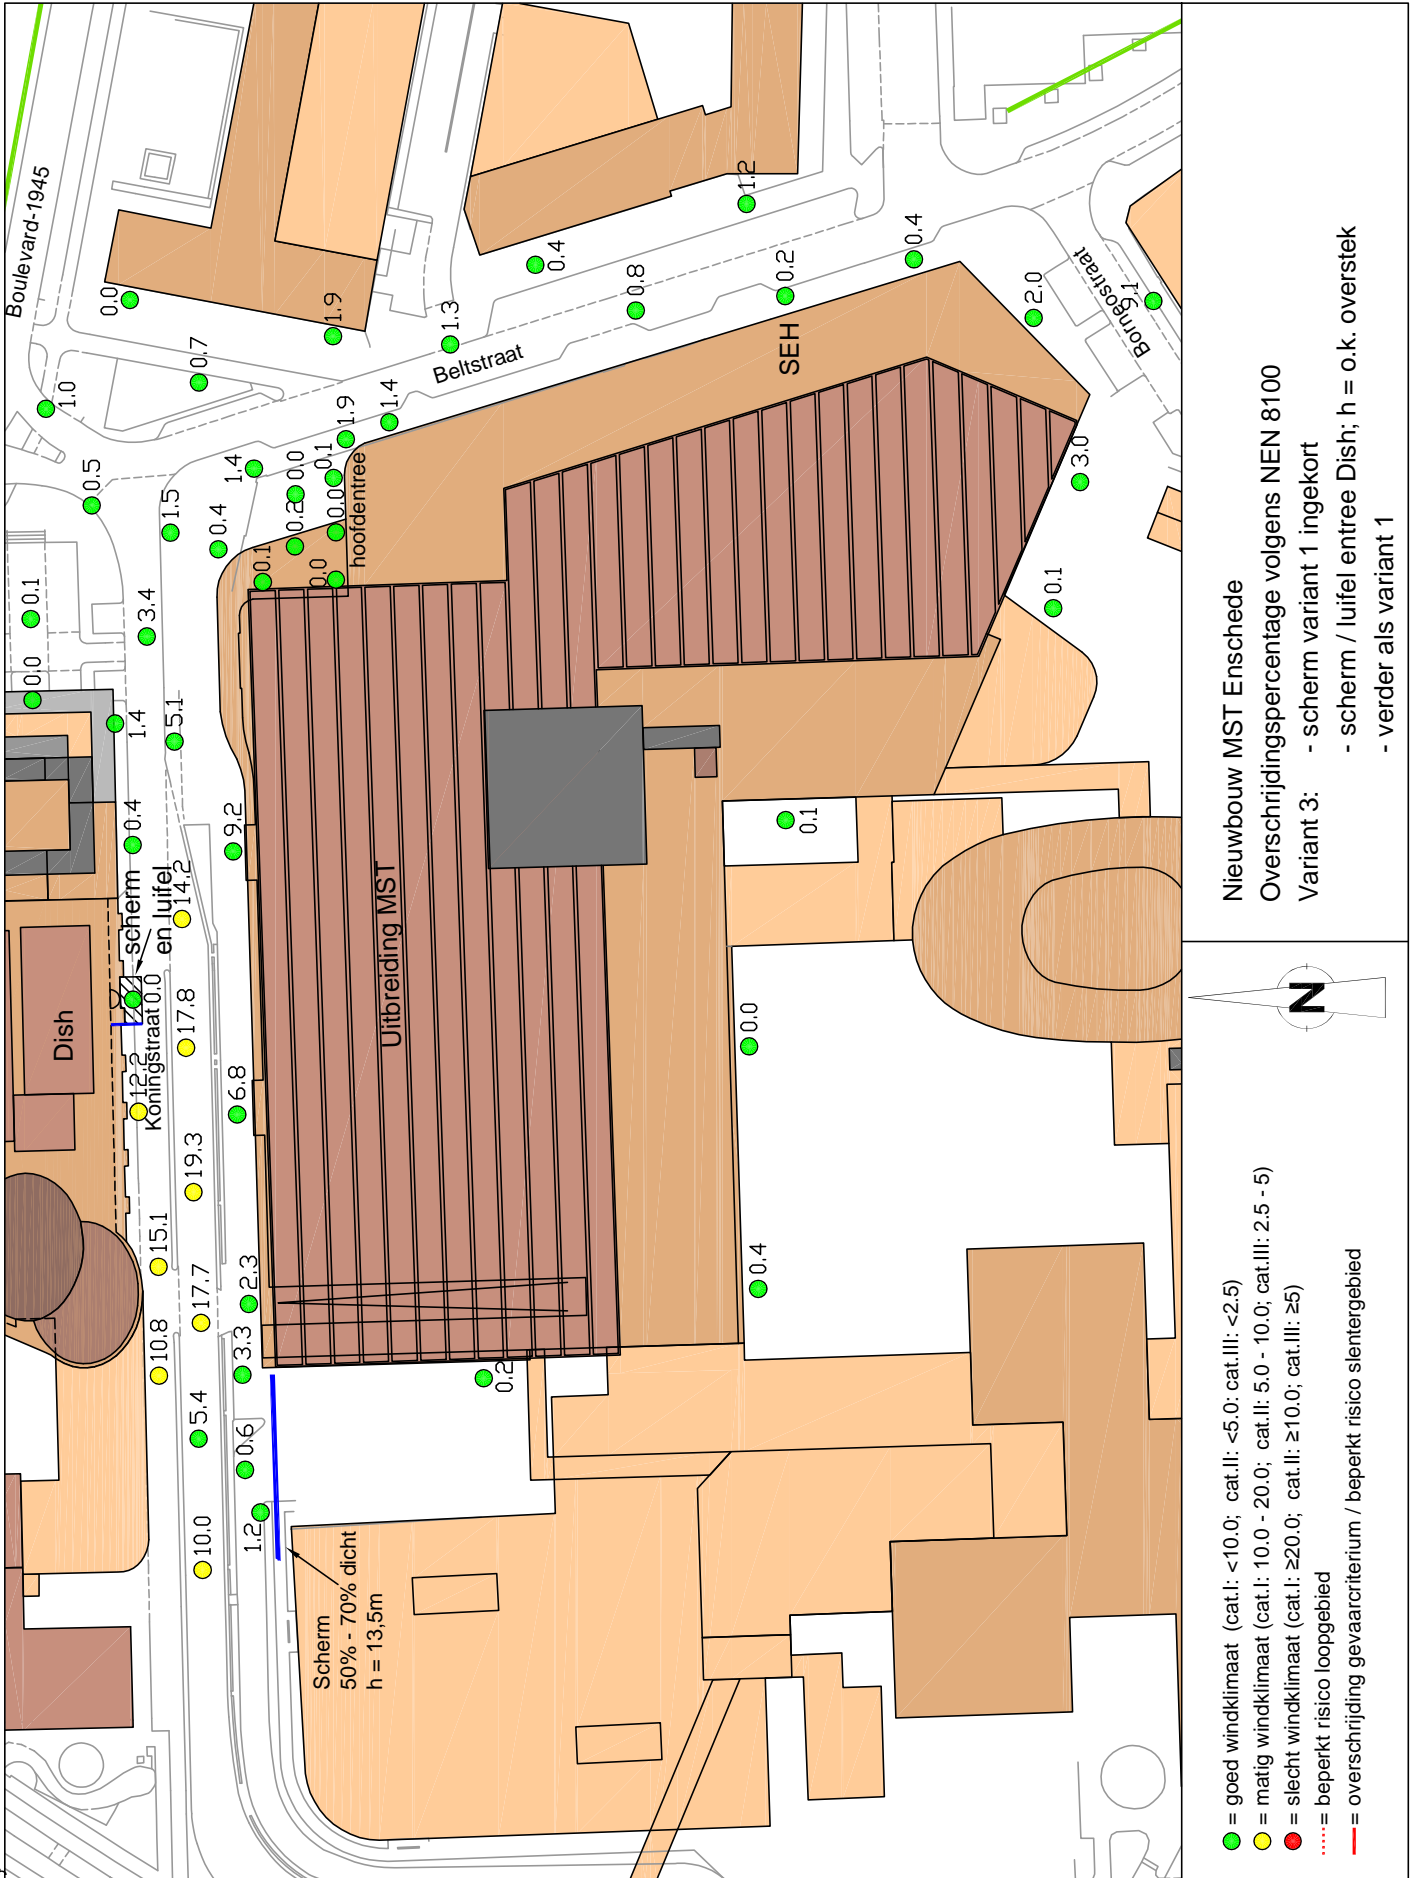 Boulevard-1945
Beltstraat
Borneostraat
Koningstraat
Dish
scherm
en luifel
hoofdentree
SEH
Uitbreiding MST
Scherm
50% - 70% dicht
h = 13,5m
10.0
5.4
10.8
15.1
17.7
19.3
12.2
17.8
0.0
14.2
0.4
9.2
6.8
2.3
3.3
0.6
1.2
0.2
5.1
1.4
3.4
0.0
0.1
1.5
0.5
1.0
0.4
0.7
0.0
1.4
0.2
0.0
0.1
0.0
0.1
0.0
1.9
1.4
1.9
1.3
0.4
0.8
1.2
0.2
0.4
2.0
9.1
3.0
0.1
0.1
0.0
0.4
Nieuwbouw MST Enschede
Overschrijdingspercentage volgens NEN 8100
Variant 3: - scherm variant 1 ingekort
- scherm / luifel entree Dish; h = o.k. overstek
- verder als variant 1
N
= goed windklimaat (cat.I: <10.0; cat.II: <5.0: cat.III: <2.5)
= matig windklimaat (cat.I: 10.0 - 20.0; cat.II: 5.0 - 10.0; cat.III: 2.5 - 5)
= slecht windklimaat (cat.I: ≥20.0; cat.II: ≥10.0; cat.III: ≥5)
= beperkt risico loopgebied
= overschrijding gevaarcriterium / beperkt risico slentergebied